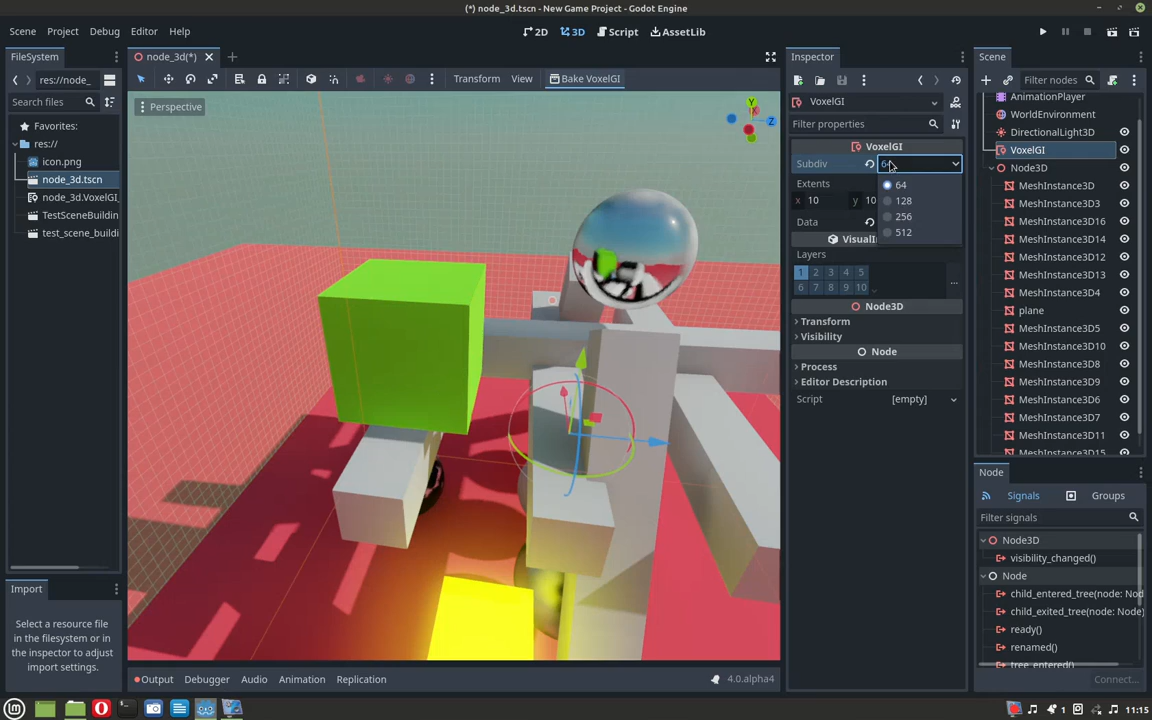 (*) node_3d.tscn - New Game Project - Godot Engine
Scene Project Debug Editor Help
2D 3D Script AssetLib
FileSystem
res://node_
Search files
Favorites:
res://
icon.png
node_3d.tscn
node_3d.VoxelGI_
TestSceneBuildin
test_scene_buildi
Import
Select a resource
file in the
filesystem or in
the inspector to
adjust import
settings.
node_3d(*)
Transform View Bake VoxelGI
Perspective
Y
X
Z
Output Debugger Audio Animation Replication
4.0.alpha4
Inspector
VoxelGI
Filter properties
VoxelGI
Subdiv
64
128
256
512
Extents
x 10 y 10
Data
VisualIn
Layers
1 2 3 4 5
6 7 8 9 10
Node3D
Transform
Visibility
Node
Process
Editor Description
Script [empty]
Scene
Filter nodes
AnimationPlayer
WorldEnvironment
DirectionalLight3D
VoxelGI
Node3D
MeshInstance3D
MeshInstance3D3
MeshInstance3D16
MeshInstance3D14
MeshInstance3D12
MeshInstance3D13
MeshInstance3D4
plane
MeshInstance3D5
MeshInstance3D10
MeshInstance3D8
MeshInstance3D9
MeshInstance3D6
MeshInstance3D7
MeshInstance3D11
MeshInstance3D15
Node
Signals Groups
Filter signals
Node3D
visibility_changed()
Node
child_entered_tree(node: Nod
child_exited_tree(node: Node)
ready()
renamed()
tree_entered()
Connect...
1
11:15